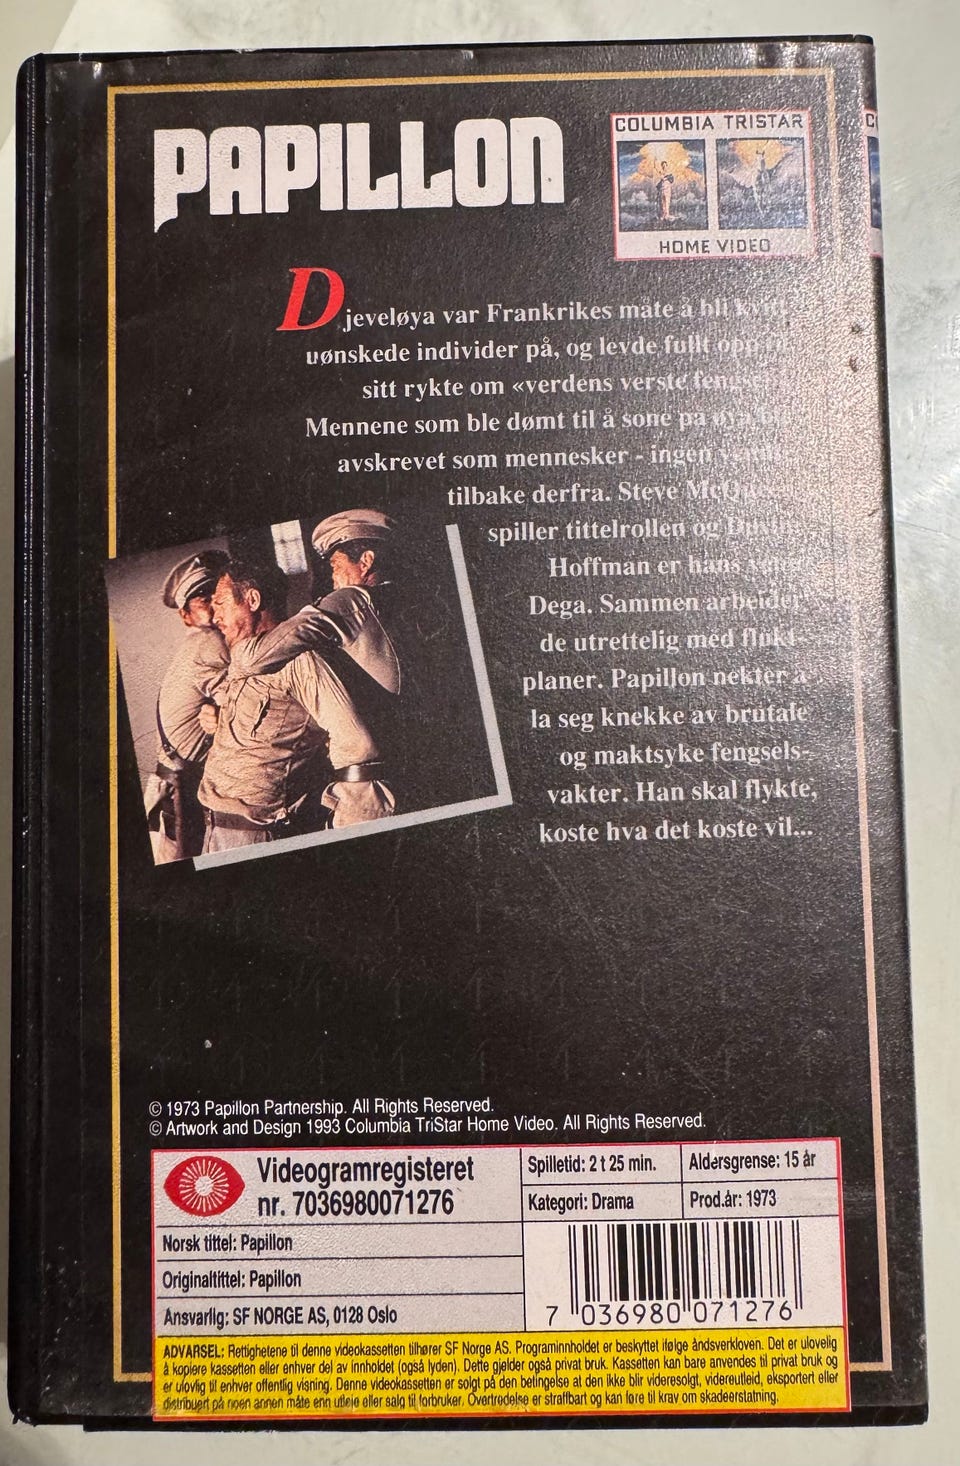 PAPILLON
COLUMBIA TRISTAR
HOME VIDEO
Djeveløya var Frankrikes måte å bli kvitt
uønskede individer på, og levde fullt opp til
sitt rykte om «verdens verste
Mennene som ble dømt til å sone på
avskrevet som mennesker - ingen
tilbake derfra. Steve McQueen
spiller tittelrollen og Dustin
Hoffman er hans
Dega. Sammen arbeider
de utrettelig med flukt-
planer. Papillon nekter å
la seg knekke av brutale
og maktsyke fengsels-
vakter. Han skal flykte,
koste hva det koste vil...
© 1973 Papillon Partnership. All Rights Reserved.
© Artwork and Design 1993 Columbia TriStar Home Video. All Rights Reserved.
Videogramregisteret
nr. 7036980071276
Spilletid: 2 t 25 min.
Aldersgrense: 15 år
Kategori: Drama
Prod.år: 1973
Norsk tittel: Papillon
Originaltittel: Papillon
Ansvarlig: SF NORGE AS, 0128 Oslo
7 036980 071276
ADVARSEL: Rettighetene til denne videokassetten tilhører SF Norge AS. Programinnholdet er beskyttet ifølge åndsverkloven. Det er ulovlig
å kopiere kassetten eller enhver del av innholdet (også lyden). Dette gjelder også privat bruk. Kassetten kan bare anvendes til privat bruk og
er ulovlig til enhver offentlig visning. Denne videokassetten er solgt på den betingelse at den ikke blir videresolgt, videreutleid, eksportert eller
distribuert på noen annen måte enn utleie eller salg til forbruker. Overtredelse er straffbart og kan føre til krav om skadeerstatning.